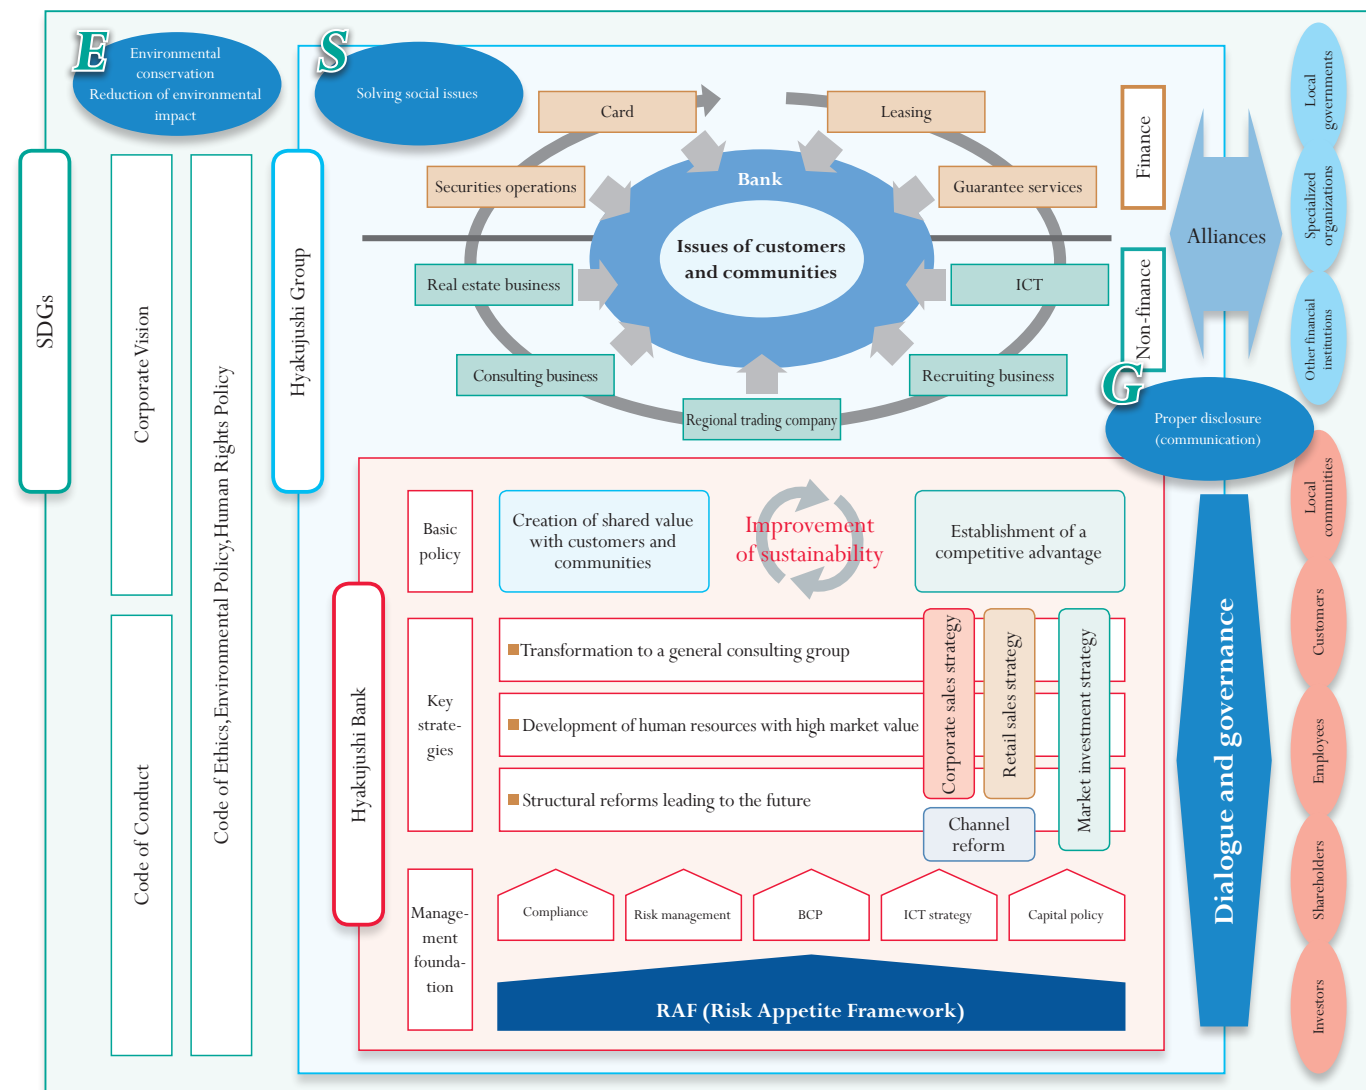 E
Environmental
conservation
Reduction of environmental
impact
S
Solving social issues
SDGs
Corporate Vision
Code of Conduct
Code of Ethics,Environmental Policy,Human Rights Policy
Hyakujushi Group
Card
Leasing
Securities operations
Guarantee services
Bank
Issues of customers
and communities
Real estate business
ICT
Consulting business
Recruiting business
Regional trading company
Finance
Non-finance
Alliances
Local
governments
Specialized
organizations
Other financial
institutions
G
Proper disclosure
(communication)
Hyakujushi Bank
Basic
policy
Creation of shared value
with customers and
communities
Improvement
of sustainability
Establishment of a
competitive advantage
Key
strate-
gies
Transformation to a general consulting group
Development of human resources with high market value
Structural reforms leading to the future
Corporate sales strategy
Retail sales strategy
Market investment strategy
Channel
reform
Manage-
ment
founda-
tion
Compliance
Risk management
BCP
ICT strategy
Capital policy
RAF (Risk Appetite Framework)
Dialogue and governance
Local
communities
Customers
Employees
Shareholders
Investors